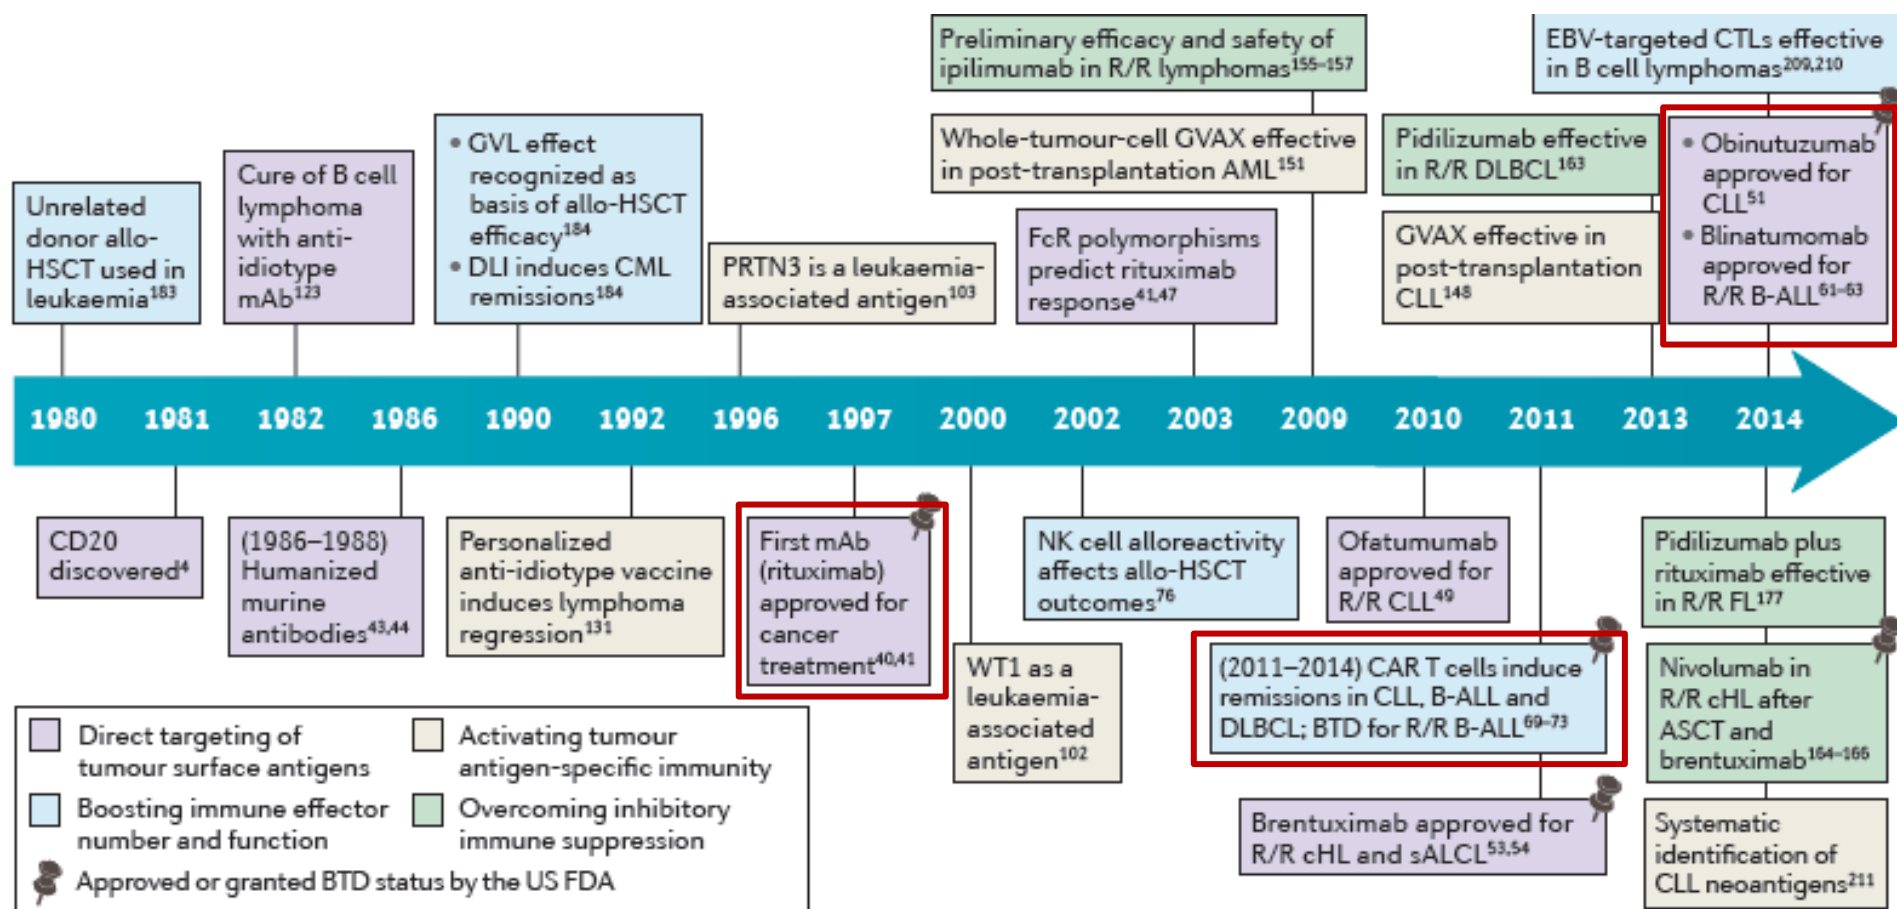 Preliminary efficacy and safety of
ipilimumab in R/R lymphomas¹⁵⁵⁻¹⁵⁷
EBV-targeted CTLs effective
in B cell lymphomas²⁰⁹,²¹⁰
Whole-tumour-cell GVAX effective
in post-transplantation AML¹⁵¹
Pidilizumab effective
in R/R DLBCL¹⁶³
• Obinutuzumab
approved for
CLL⁵¹
• Blinatumomab
approved for
R/R B-ALL⁶¹⁻⁶³
• GVL effect
recognized as
basis of allo-HSCT
efficacy¹⁸⁴
• DLI induces CML
remissions¹⁸⁴
Cure of B cell
lymphoma
with anti-
idiotype
mAb¹²³
Unrelated
donor allo-
HSCT used in
leukaemia¹⁸³
PRTN3 is a leukaemia-
associated antigen¹⁰³
FcR polymorphisms
predict rituximab
response⁴¹,⁴⁷
GVAX effective in
post-transplantation
CLL¹⁴⁸
1980 1981 1982 1986 1990 1992 1996 1997 2000 2002 2003 2009 2010 2011 2013 2014
CD20
discovered⁴
(1986–1988)
Humanized
murine
antibodies⁴³,⁴⁴
Personalized
anti-idiotype vaccine
induces lymphoma
regression¹³¹
First mAb
(rituximab)
approved for
cancer
treatment⁴⁰,⁴¹
WT1 as a
leukaemia-
associated
antigen¹⁰²
NK cell alloreactivity
affects allo-HSCT
outcomes⁷⁶
Ofatumumab
approved for
R/R CLL⁴⁹
(2011–2014) CAR T cells induce
remissions in CLL, B-ALL and
DLBCL; BTD for R/R B-ALL⁶⁹⁻⁷³
Brentuximab approved for
R/R cHL and sALCL⁵³,⁵⁴
Pidilizumab plus
rituximab effective
in R/R FL¹⁷⁷
Nivolumab in
R/R cHL after
ASCT and
brentuximab¹⁶⁴⁻¹⁶⁶
Systematic
identification of
CLL neoantigens²¹¹
Direct targeting of
tumour surface antigens
Activating tumour
antigen-specific immunity
Boosting immune effector
number and function
Overcoming inhibitory
immune suppression
Approved or granted BTD status by the US FDA